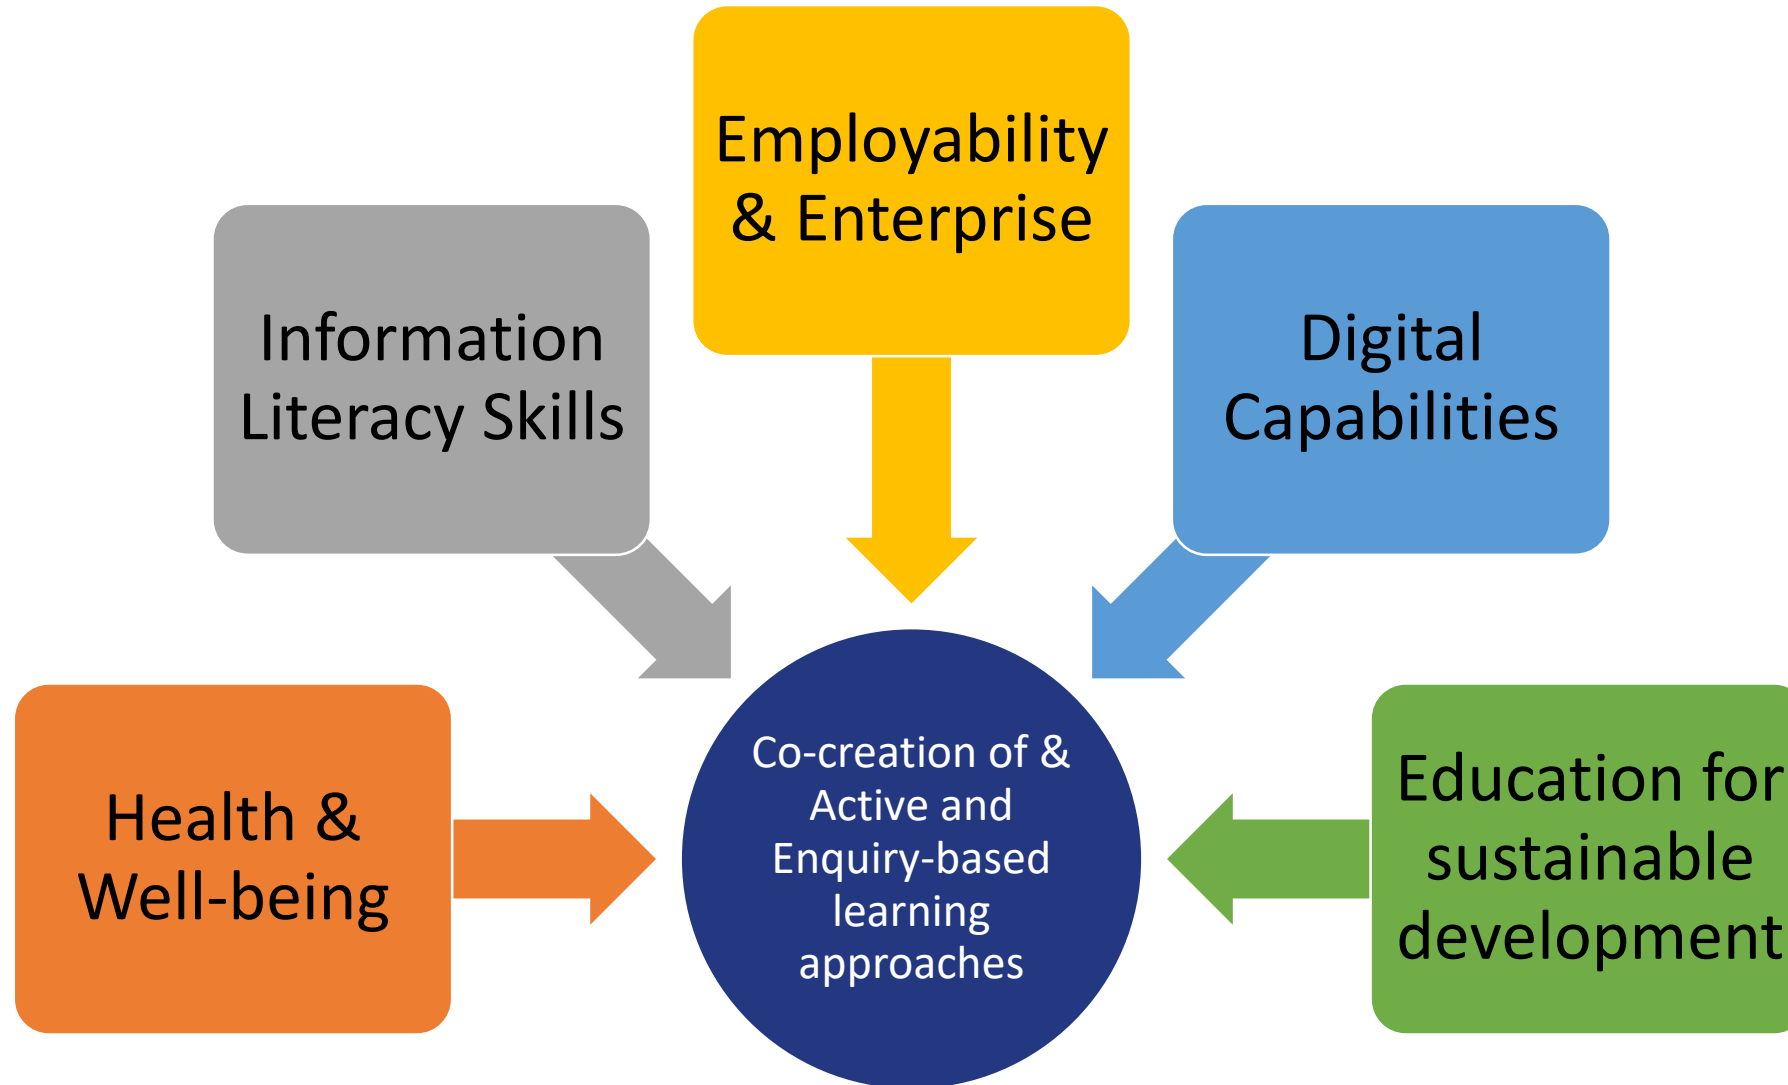 Employability
& Enterprise
Information
Literacy Skills
Digital
Capabilities
Health &
Well-being
Co-creation of &
Active and
Enquiry-based
learning
approaches
Education for
sustainable
development